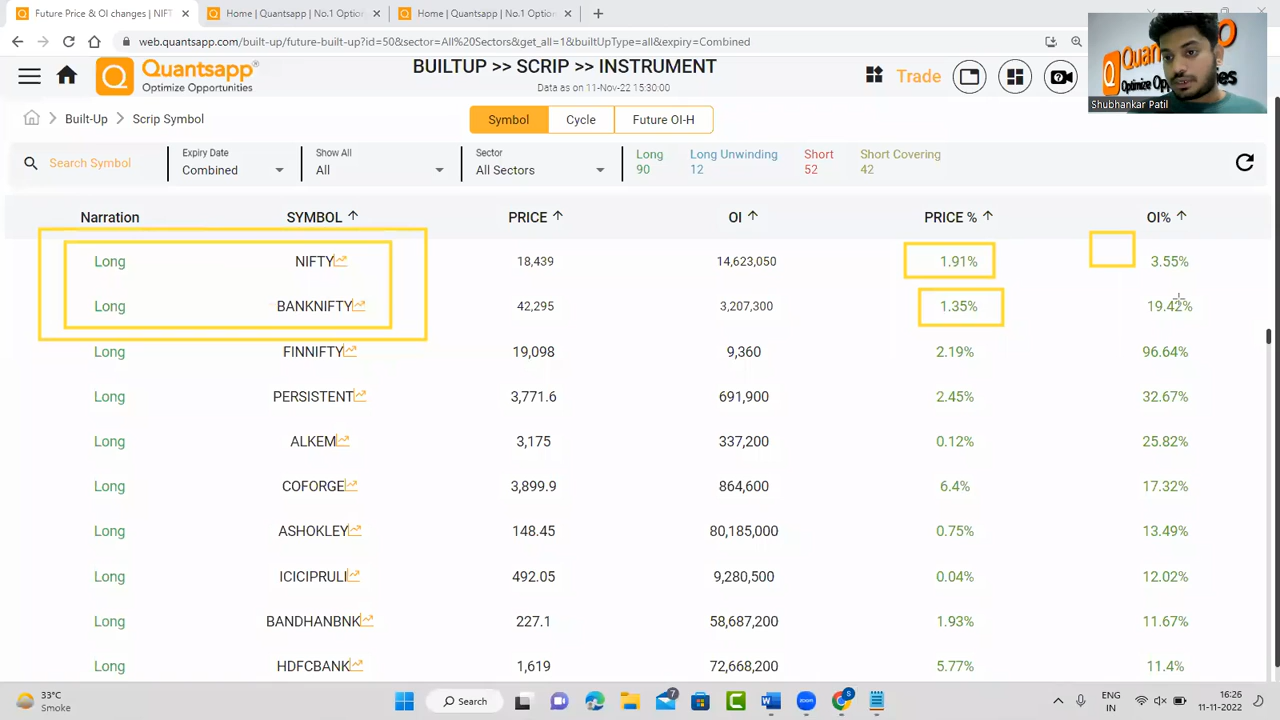 Future Price & OI changes | NIFT
Home | Quantsapp | No.1 Option
Home | Quantsapp | No.1 Option
web.quantsapp.com/built-up/future-built-up?id=50&sector=All%20Sectors&get_all=1&builtUpType=all&expiry=Combined
Quantsapp
Optimize Opportunities
BUILTUP >> SCRIP >> INSTRUMENT
Data as on 11-Nov-22 15:30:00
Trade
Optimize Opportunities
Shubhankar Patil
Built-Up
Scrip Symbol
Symbol
Cycle
Future OI-H
Search Symbol
Expiry Date
Combined
Show All
All
Sector
All Sectors
Long
90
Long Unwinding
12
Short
52
Short Covering
42
Narration SYMBOL PRICE OI PRICE % OI%
Long NIFTY 18,439 14,623,050 1.91% 3.55%
Long BANKNIFTY 42,295 3,207,300 1.35% 19.42%
Long FINNIFTY 19,098 9,360 2.19% 96.64%
Long PERSISTENT 3,771.6 691,900 2.45% 32.67%
Long ALKEM 3,175 337,200 0.12% 25.82%
Long COFORGE 3,899.9 864,600 6.4% 17.32%
Long ASHOKLEY 148.45 80,185,000 0.75% 13.49%
Long ICICIPRULI 492.05 9,280,500 0.04% 12.02%
Long BANDHANBNK 227.1 58,687,200 1.93% 11.67%
Long HDFCBANK 1,619 72,668,200 5.77% 11.4%
33°C
Smoke
Search
7
S
W
ENG
IN
16:26
11-11-2022